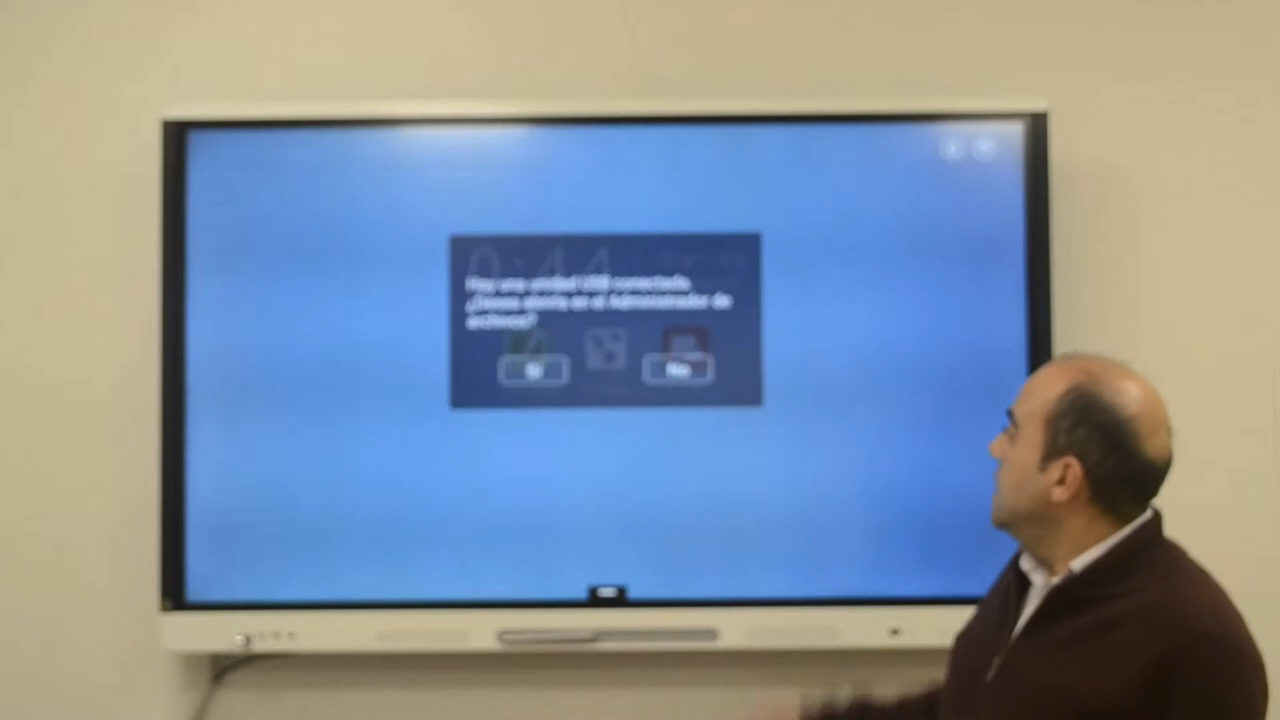 Hay una unidad USB conectada.
¿Desea abrirla en el Administrador de
archivos?
Sí
No